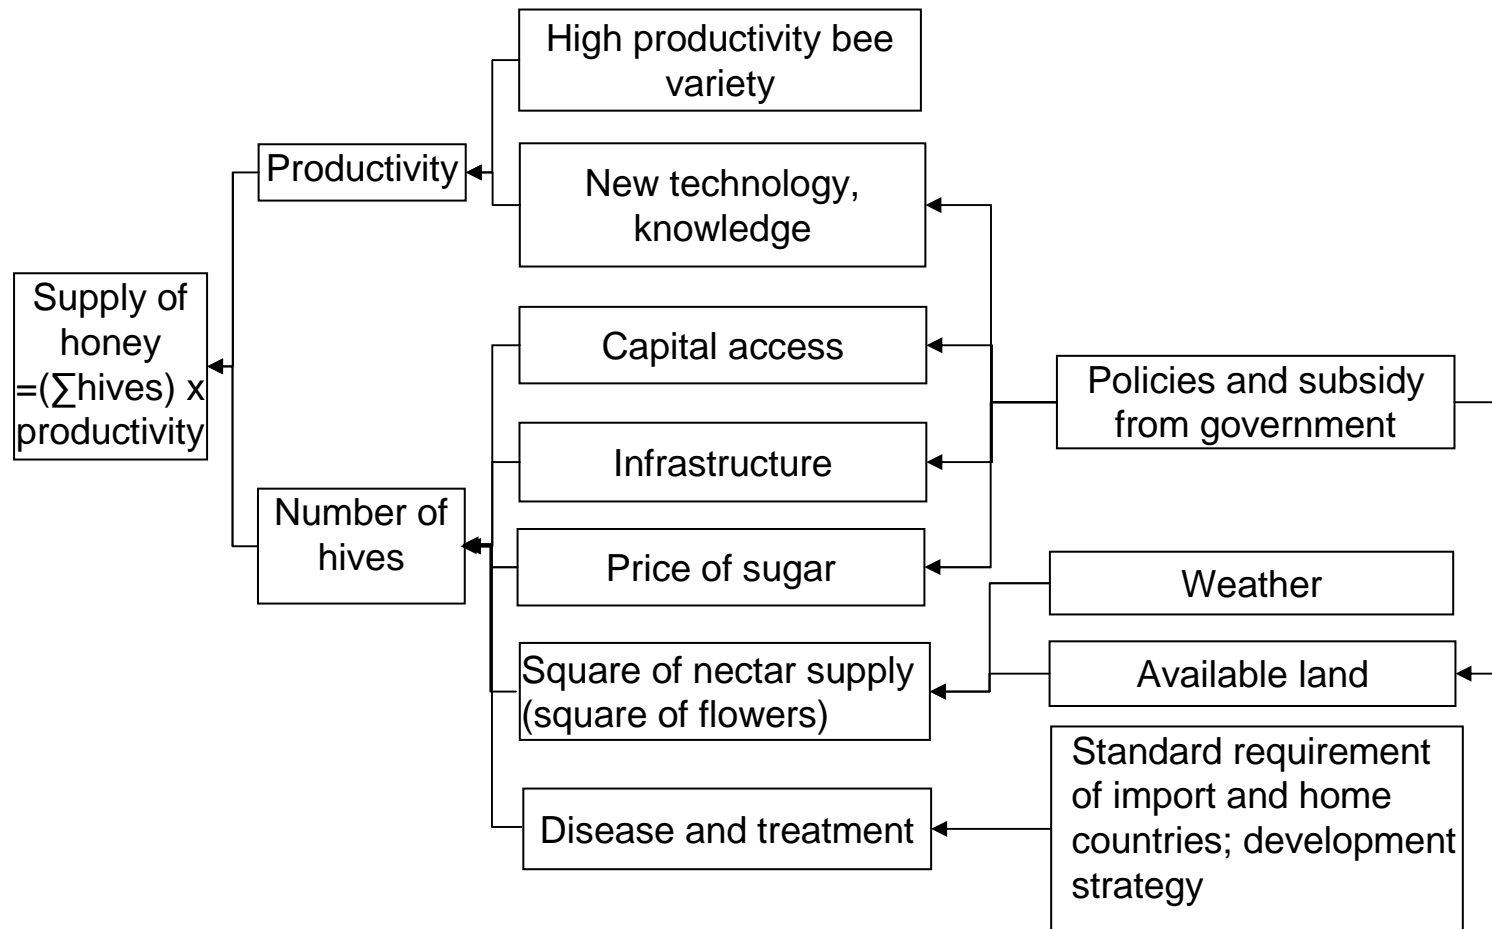 High productivity bee
variety
Productivity
New technology,
knowledge
Supply of
honey
=(∑hives) x
productivity
Capital access
Policies and subsidy
from government
Infrastructure
Number of
hives
Price of sugar
Weather
Square of nectar supply
(square of flowers)
Available land
Standard requirement
of import and home
countries; development
strategy
Disease and treatment